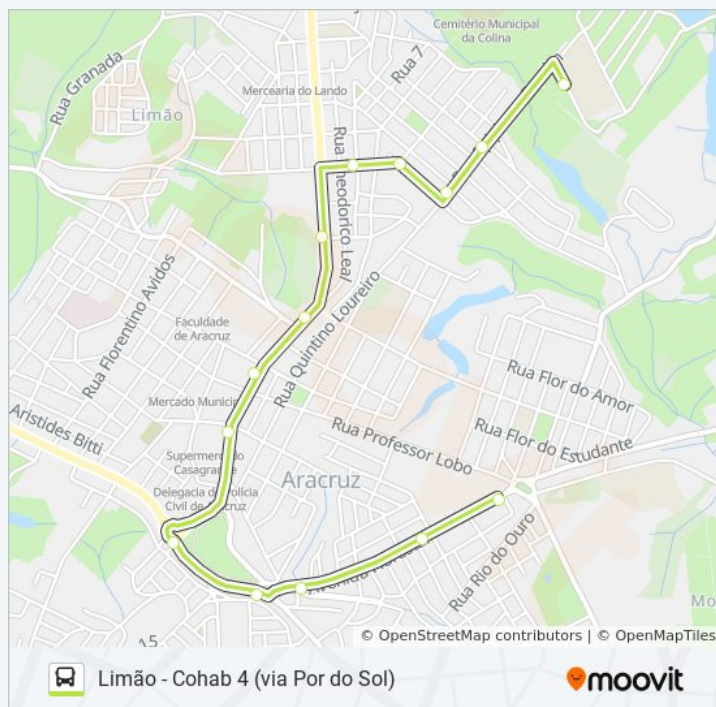 Cemitério Municipal
da Colina
Rua 7
Rua Granada
Mercearia do Lando
Limão
Rua Theodorico Leal
Rua Florentino Avidos
Rua Quintino Loureiro
Faculdade
de Aracruz
Rua Flor do Amor
Mercado Munici
Aristides Bitti
Rua Professor Lobo
Rua Flor do Estudante
Supermercado
Casagrande
Aracruz
Delegacia de Polícia
Civil de Aracruz
Rua Rio do Ouro
Avenida
Mo
15
© OpenStreetMap contributors | © OpenMapTiles
Limão - Cohab 4 (via Por do Sol)
moovit